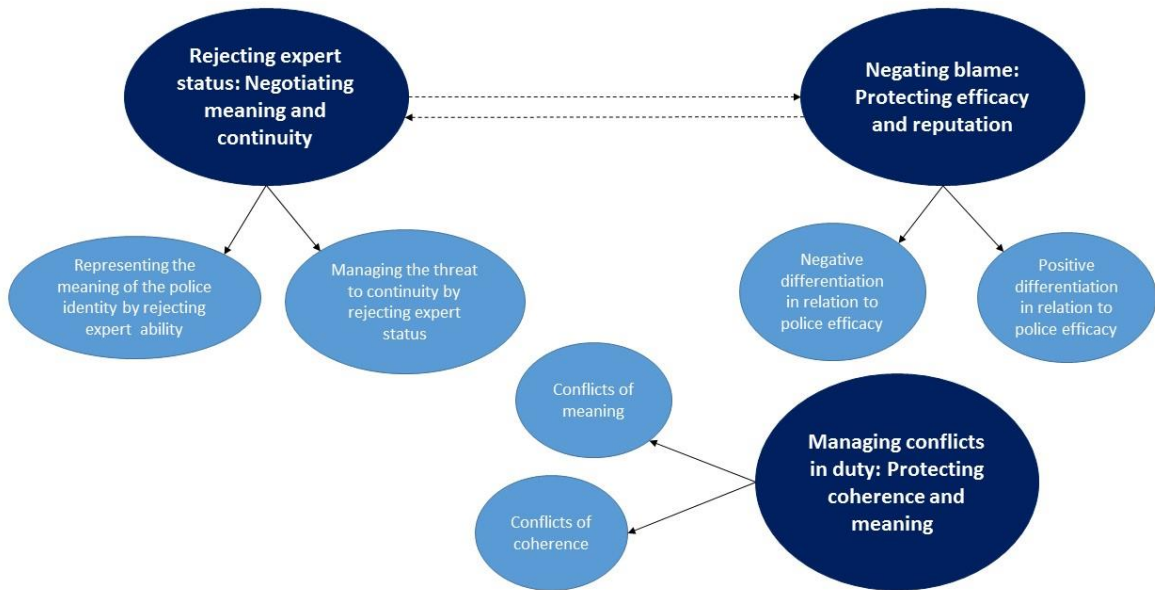 Rejecting expert
status: Negotiating
meaning and
continuity
Negating blame:
Protecting efficacy
and reputation
Representing the
meaning of the police
identity by rejecting
expert ability
Managing the threat
to continuity by
rejecting expert
status
Negative
differentiation
in relation to
police efficacy
Positive
differentiation
in relation to
police efficacy
Conflicts of
meaning
Managing conflicts
in duty: Protecting
coherence and
meaning
Conflicts of
coherence